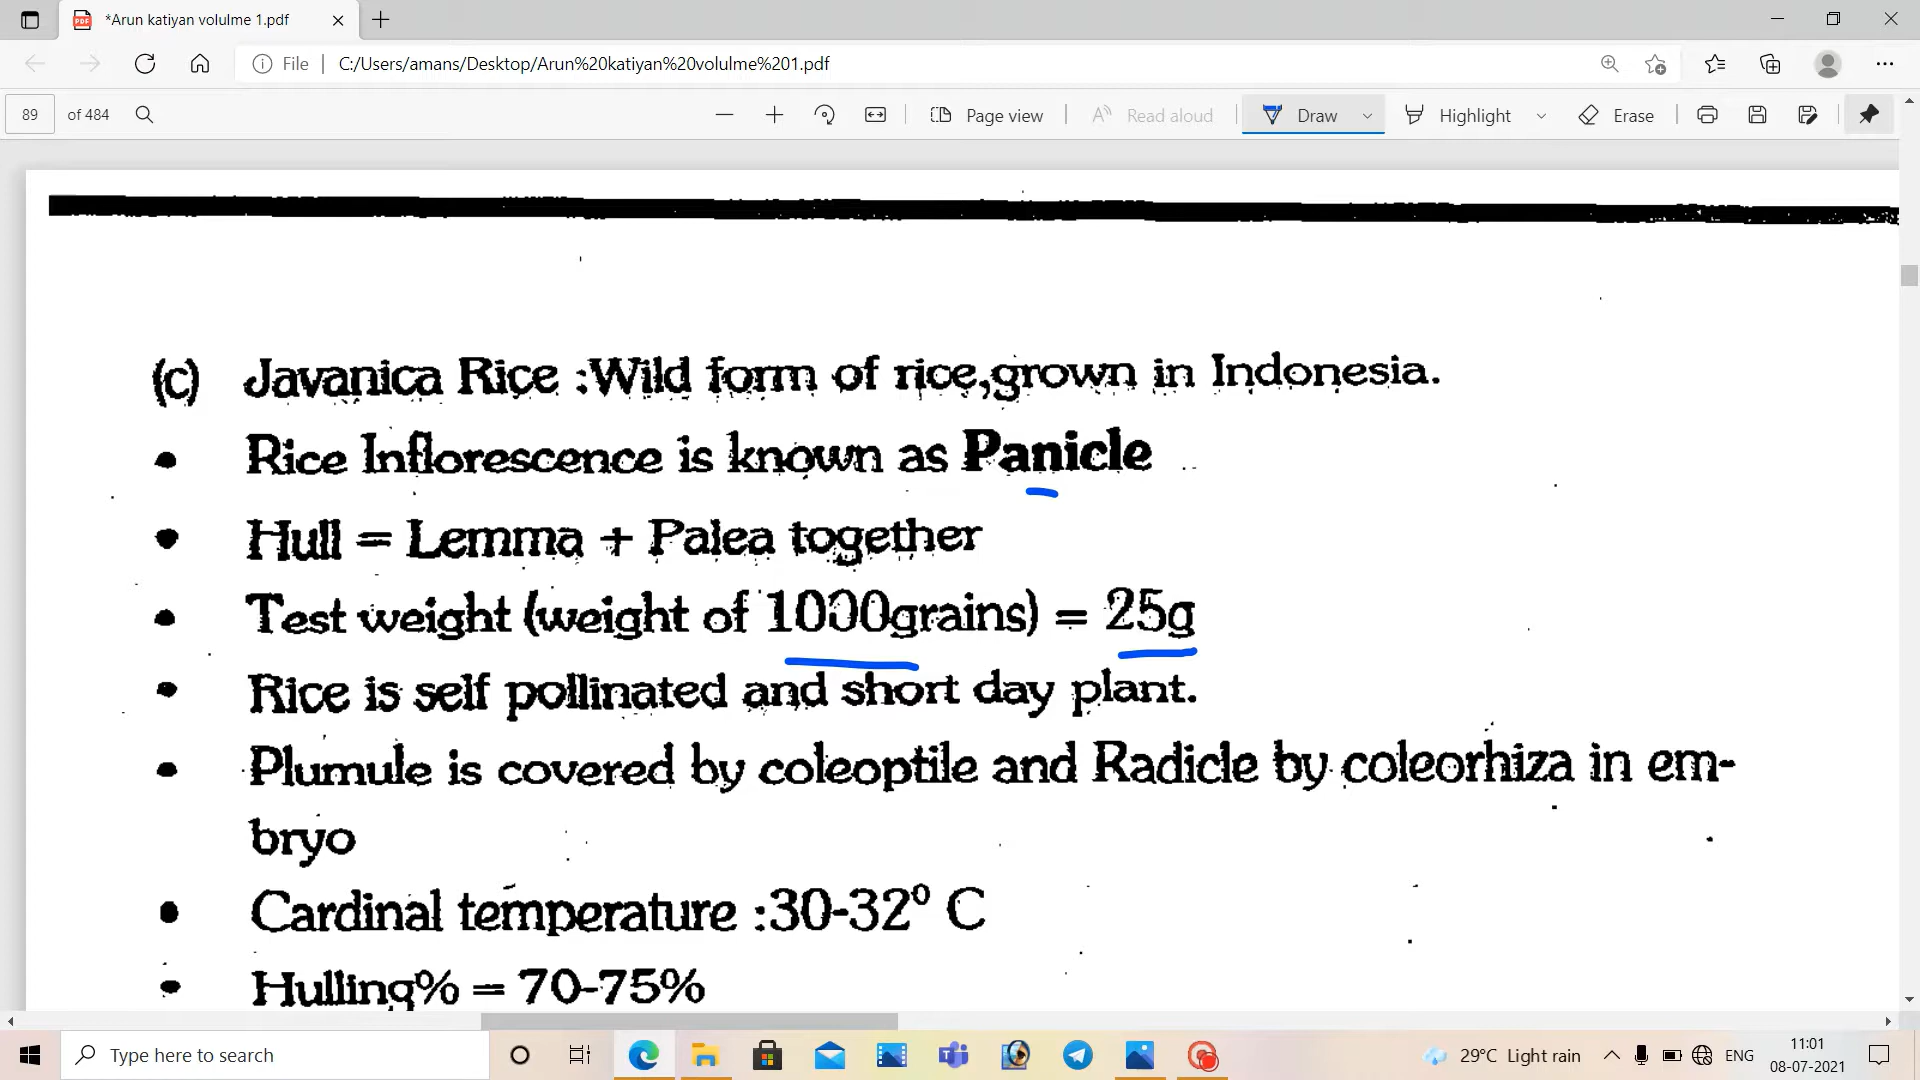 *Arun katiyan volulme 1.pdf
File | C:/Users/amans/Desktop/Arun%20katiyan%20volulme%201.pdf
89 of 484 Page view Read aloud Draw Highlight Erase
(c) Javanica Rice :Wild form of rice,grown in Indonesia.
• Rice Inflorescence is known as Panicle
• Hull = Lemma + Palea together
• Test weight (weight of 1000grains) = 25g
• Rice is self pollinated and short day plant.
• Plumule is covered by coleoptile and Radicle by coleorhiza in em-
bryo
• Cardinal temperature :30-32⁰ C
• Hulling% = 70-75%
Type here to search 29°C Light rain ENG 11:01
08-07-2021